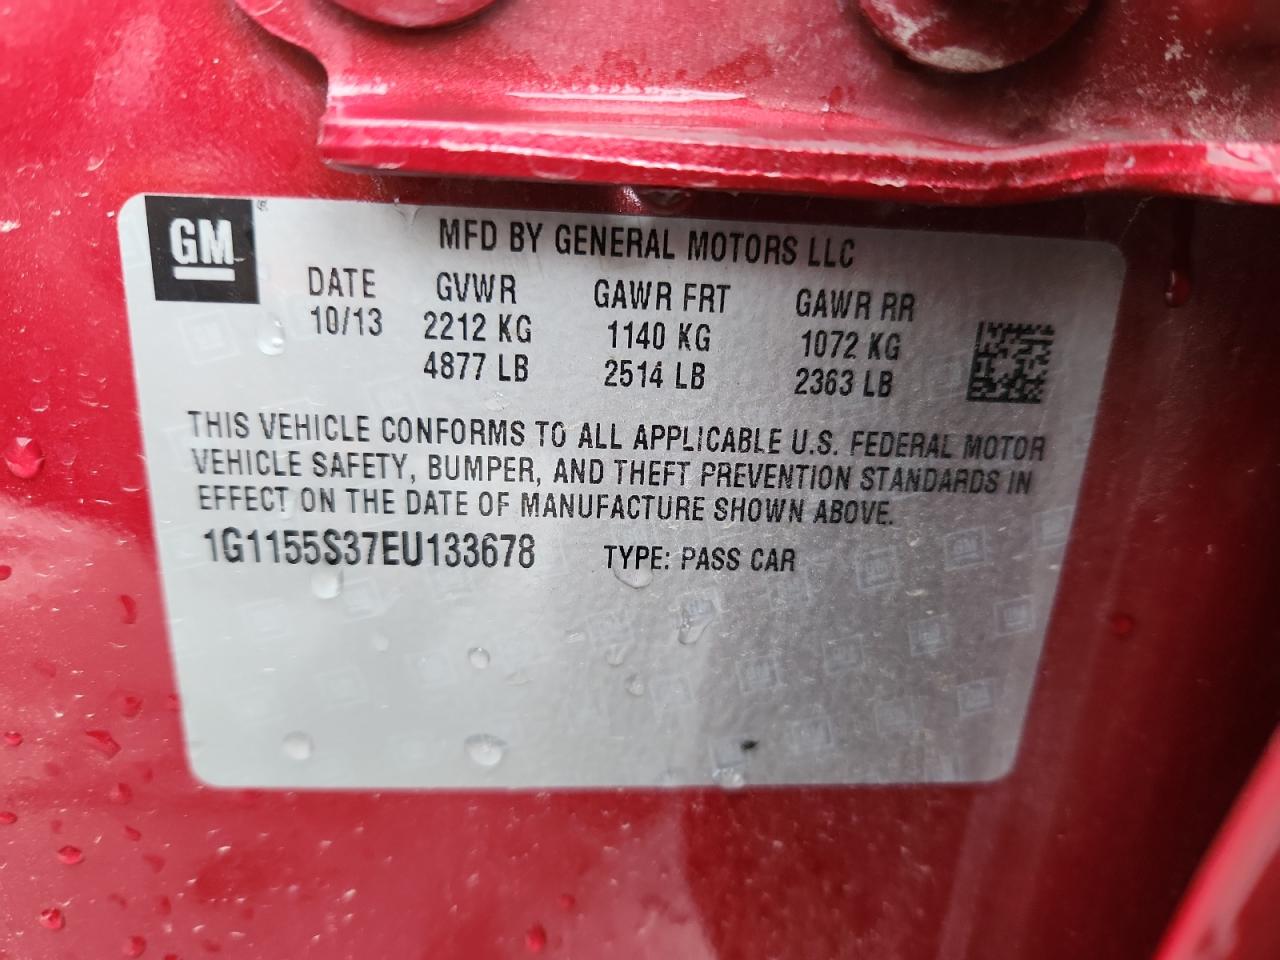 GM
MFD BY GENERAL MOTORS LLC
DATE GVWR GAWR FRT GAWR RR
10/13 2212 KG 1140 KG 1072 KG
4877 LB 2514 LB 2363 LB
THIS VEHICLE CONFORMS TO ALL APPLICABLE U.S. FEDERAL MOTOR
VEHICLE SAFETY, BUMPER, AND THEFT PREVENTION STANDARDS IN
EFFECT ON THE DATE OF MANUFACTURE SHOWN ABOVE.
1G1155S37EU133678 TYPE: PASS CAR